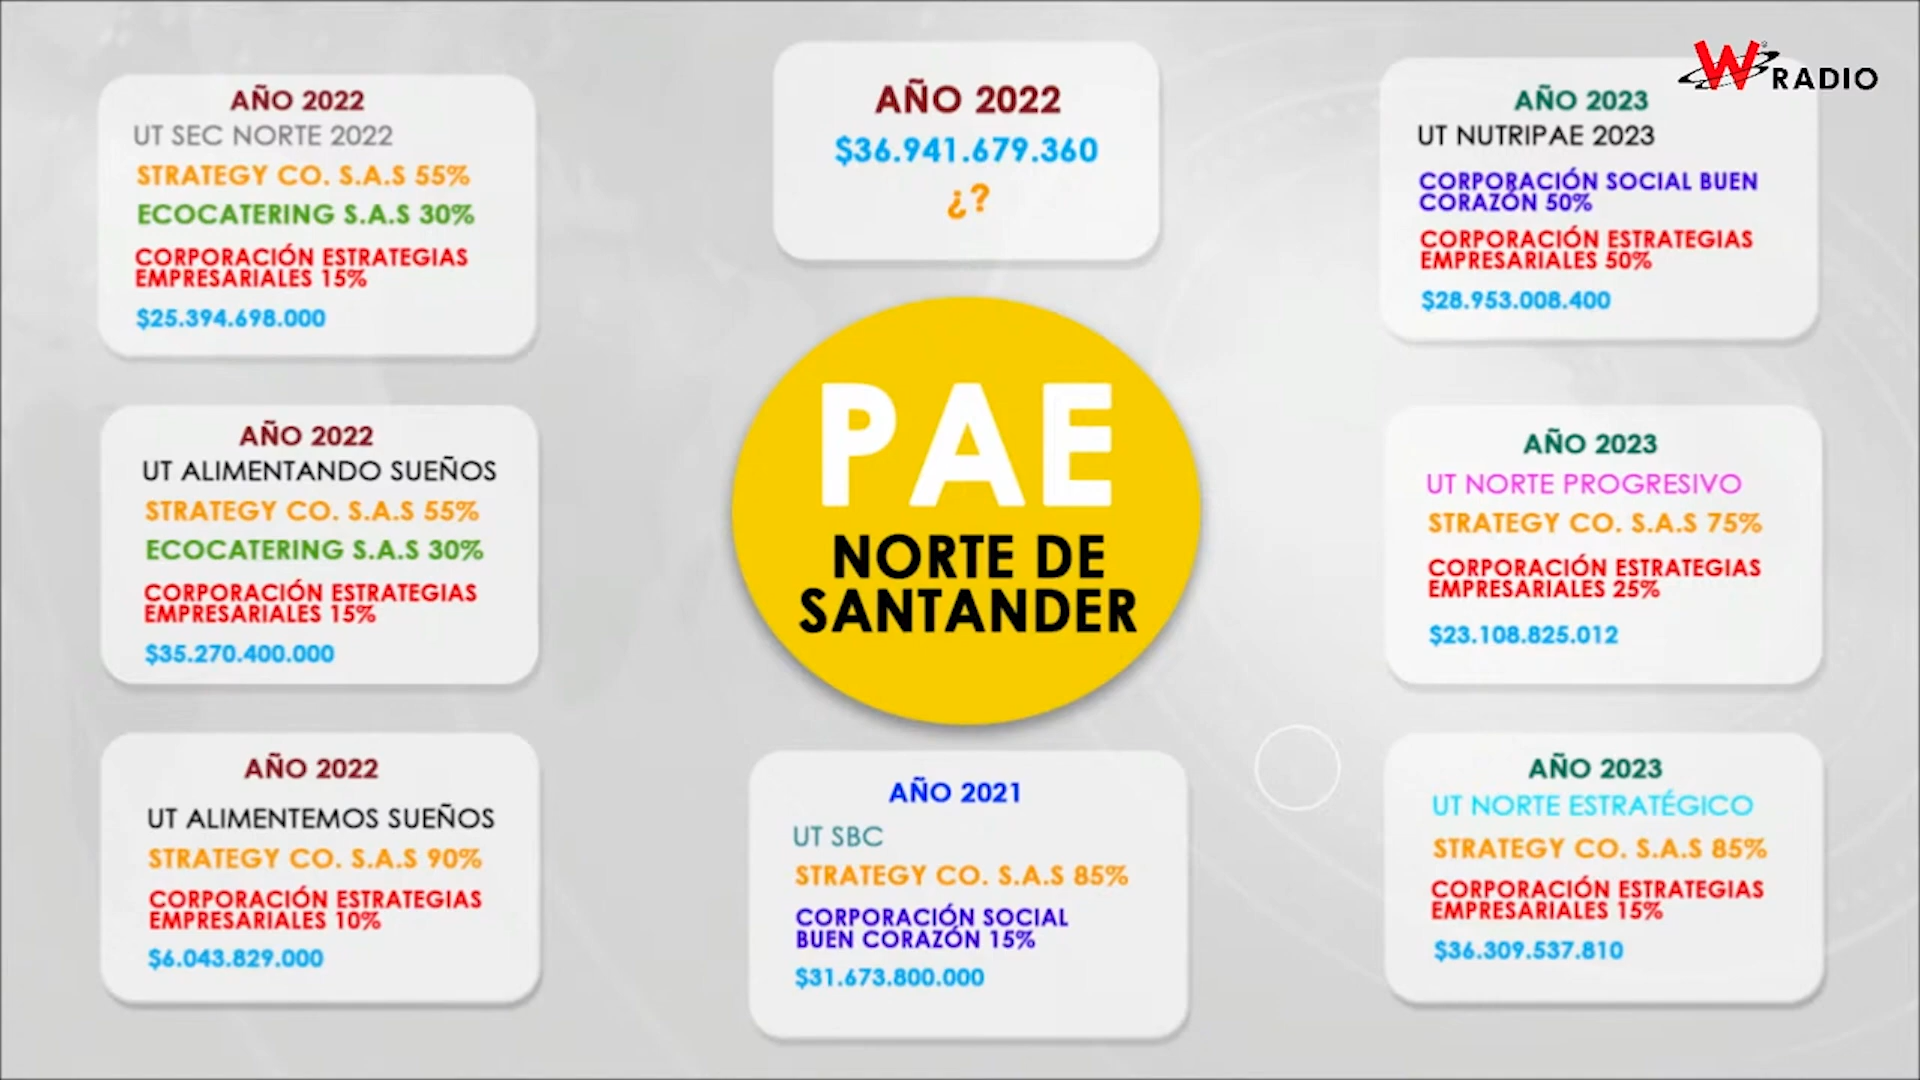 AÑO 2022
UT SEC NORTE 2022
STRATEGY CO. S.A.S 55%
ECOCATERING S.A.S 30%
CORPORACIÓN ESTRATEGIAS
EMPRESARIALES 15%
$25.394.698.000
AÑO 2022
$36.941.679.360
¿?
W RADIO
AÑO 2023
UT NUTRIPAE 2023
CORPORACIÓN SOCIAL BUEN
CORAZÓN 50%
CORPORACIÓN ESTRATEGIAS
EMPRESARIALES 50%
$28.953.008.400
AÑO 2022
UT ALIMENTANDO SUEÑOS
STRATEGY CO. S.A.S 55%
ECOCATERING S.A.S 30%
CORPORACIÓN ESTRATEGIAS
EMPRESARIALES 15%
$35.270.400.000
PAE
NORTE DE
SANTANDER
AÑO 2023
UT NORTE PROGRESIVO
STRATEGY CO. S.A.S 75%
CORPORACIÓN ESTRATEGIAS
EMPRESARIALES 25%
$23.108.825.012
AÑO 2022
UT ALIMENTEMOS SUEÑOS
STRATEGY CO. S.A.S 90%
CORPORACIÓN ESTRATEGIAS
EMPRESARIALES 10%
$6.043.829.000
AÑO 2021
UT SBC
STRATEGY CO. S.A.S 85%
CORPORACIÓN SOCIAL
BUEN CORAZÓN 15%
$31.673.800.000
AÑO 2023
UT NORTE ESTRATÉGICO
STRATEGY CO. S.A.S 85%
CORPORACIÓN ESTRATEGIAS
EMPRESARIALES 15%
$36.309.537.810